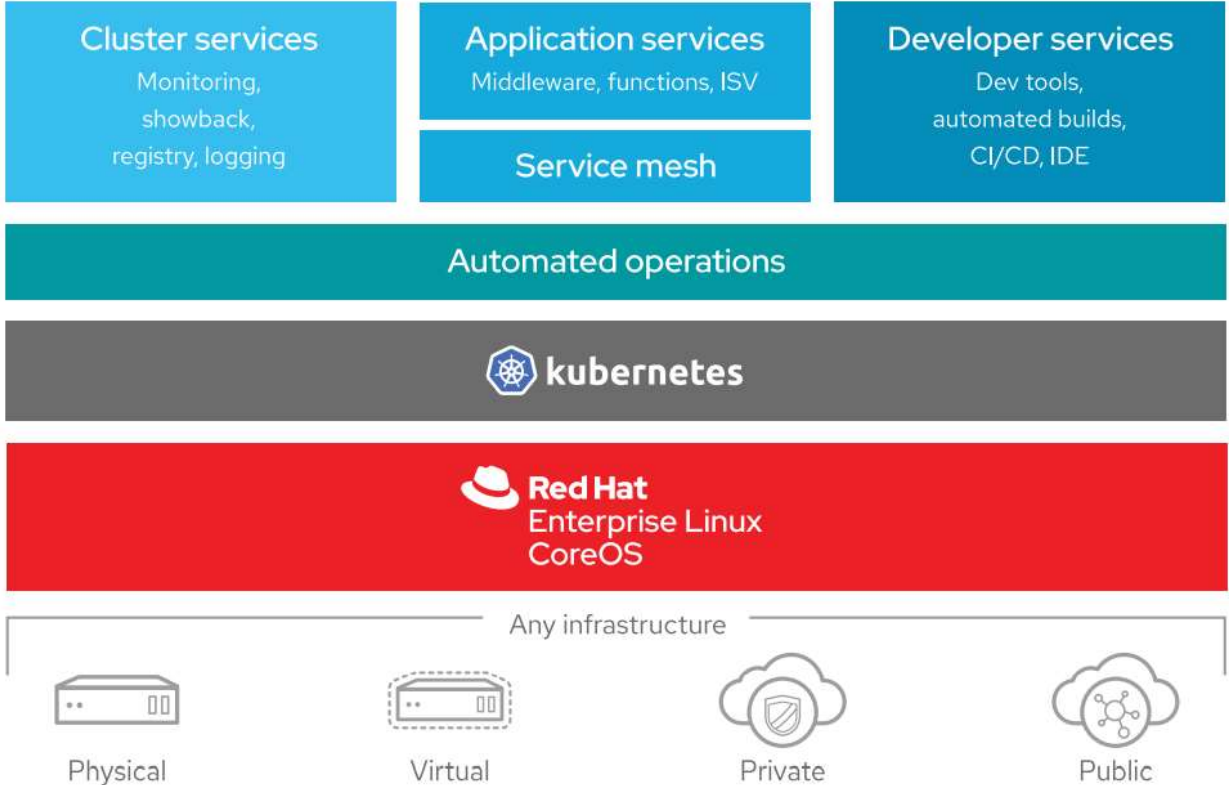 Cluster services
Monitoring,
showback,
registry, logging
Application services
Middleware, functions, ISV
Service mesh
Developer services
Dev tools,
automated builds,
CI/CD, IDE
Automated operations
kubernetes
Red Hat
Enterprise Linux
CoreOS
Any infrastructure
Physical
Virtual
Private
Public